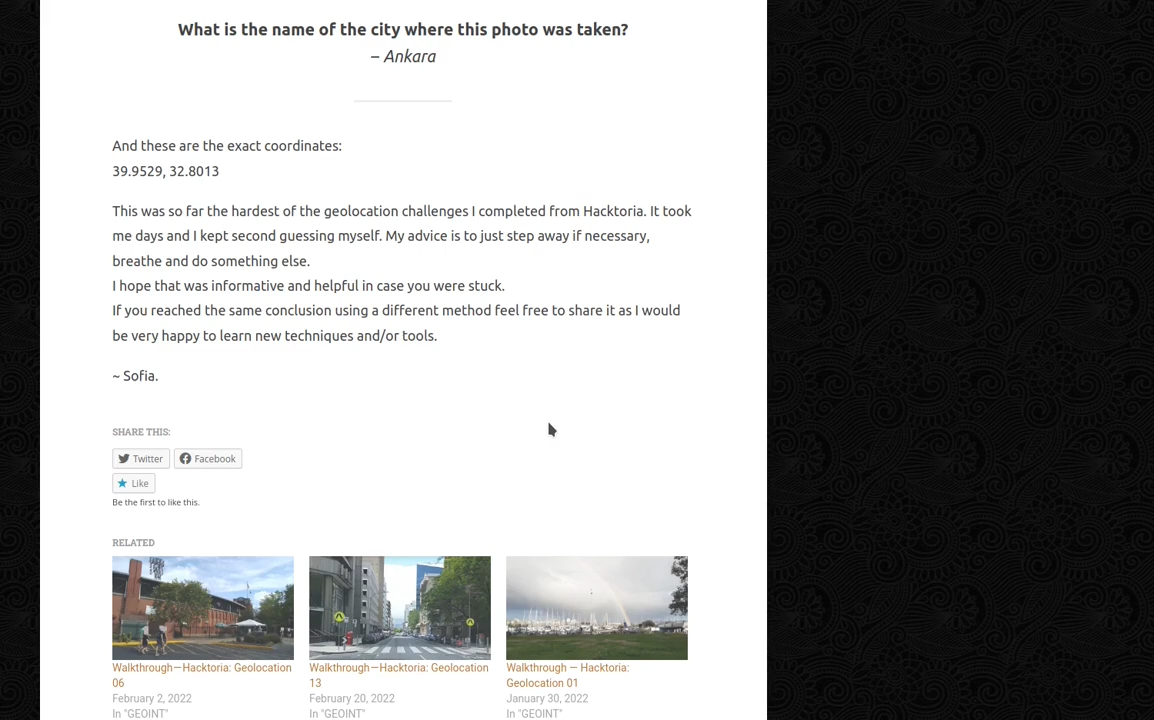 What is the name of the city where this photo was taken?
– Ankara
And these are the exact coordinates:
39.9529, 32.8013
This was so far the hardest of the geolocation challenges I completed from Hacktoria. It took
me days and I kept second guessing myself. My advice is to just step away if necessary,
breathe and do something else.
I hope that was informative and helpful in case you were stuck.
If you reached the same conclusion using a different method feel free to share it as I would
be very happy to learn new techniques and/or tools.
~ Sofia.
SHARE THIS:
Twitter
Facebook
Like
Be the first to like this.
RELATED
Walkthrough—Hacktoria: Geolocation
06
February 2, 2022
In "GEOINT"
Walkthrough—Hacktoria: Geolocation
13
February 20, 2022
In "GEOINT"
Walkthrough — Hacktoria:
Geolocation 01
January 30, 2022
In "GEOINT"